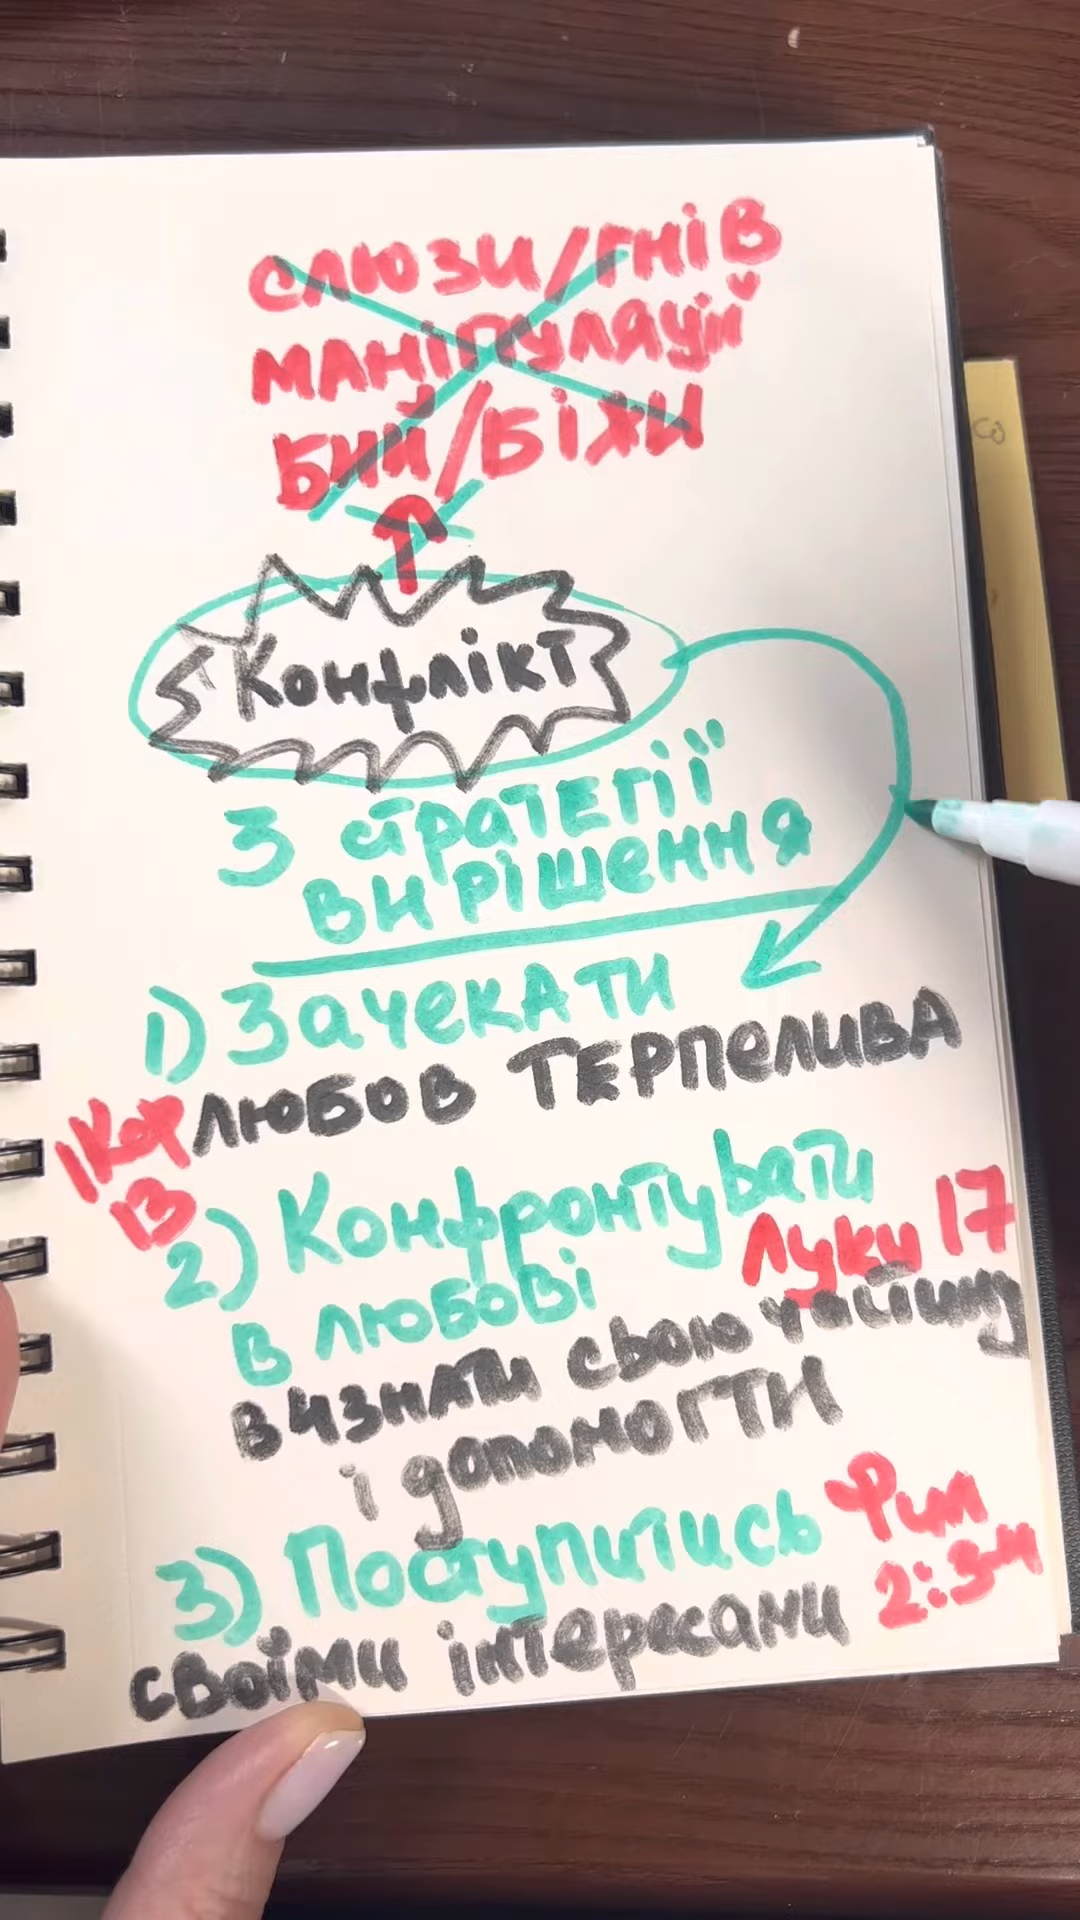 слюзи/гнів
маніпуляцій
Бий/Біжи
Конфлікт
3 стратегії
вирішення
1) Зачекати
любов терпелива
1Кор
13
2) Конфронтувати
в любові
Луки 17
визнати свою частину
і допомогти
3) Поступитись
Фил
2:3-4
своїми інтересами